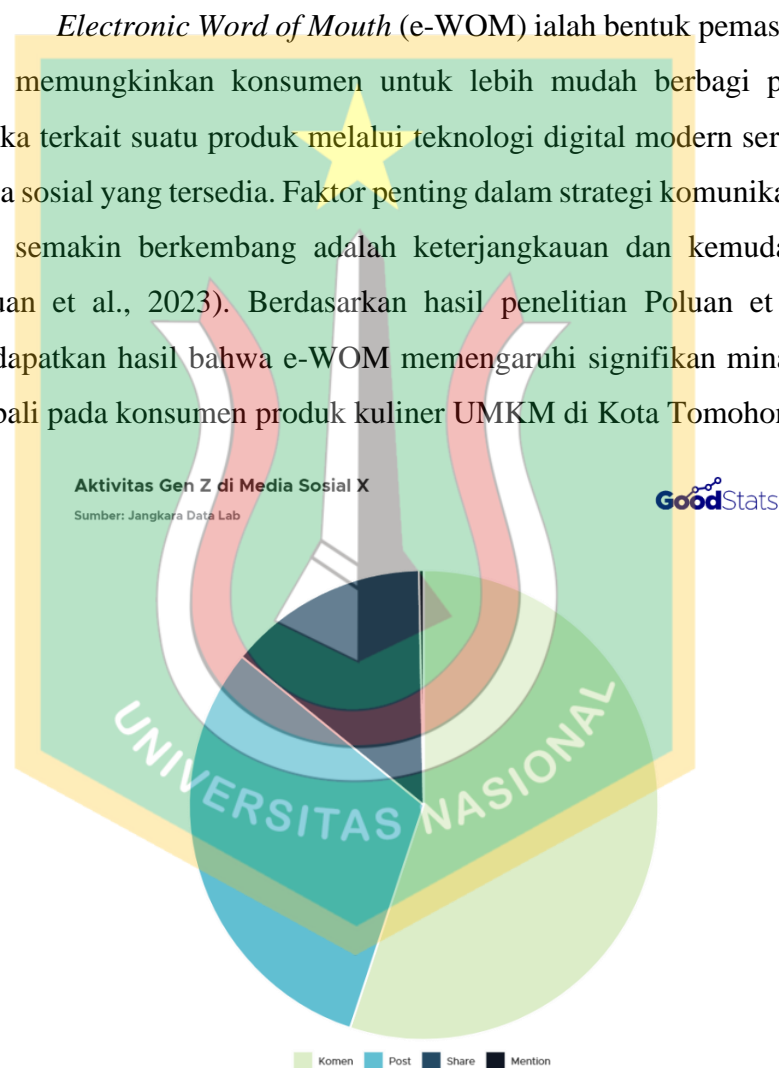 Electronic Word of Mouth (e-WOM) ialah bentuk pemas
memungkinkan konsumen untuk lebih mudah berbagi p
ka terkait suatu produk melalui teknologi digital modern ser
a sosial yang tersedia. Faktor penting dalam strategi komunika
semakin berkembang adalah keterjangkauan dan kemuda
uan et al., 2023). Berdasarkan hasil penelitian Poluan et
dapatkan hasil bahwa e-WOM memengaruhi signifikan mina
bali pada konsumen produk kuliner UMKM di Kota Tomohon
Aktivitas Gen Z di Media Sosial X
GoodStats
Sumber: Jangkara Data Lab
UNIVERSITAS NASIONAL
Komen Post Share Mention